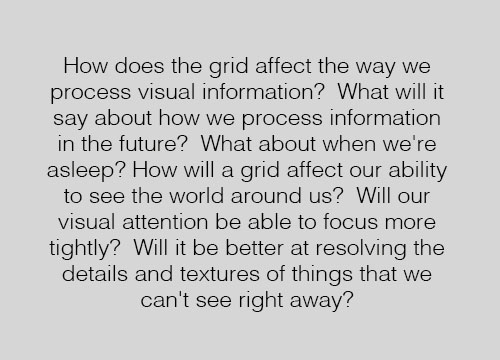 How does the grid affect the way we
process visual information?  What will it
say about how we process information
in the future?  What about when we're
asleep? How will a grid affect our ability
to see the world around us?  Will our
visual attention be able to focus more
tightly?  Will it be better at resolving the
details and textures of things that we
can't see right away?